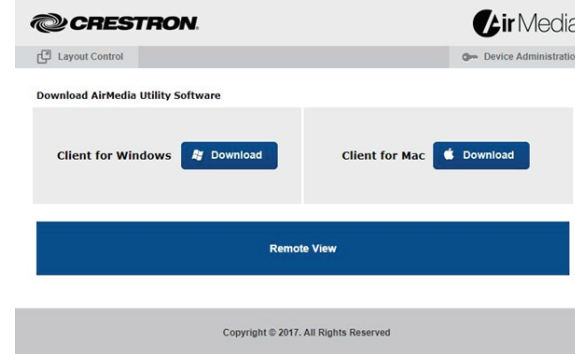 CRESTRON.
AirMedia
Layout Control
Device Administratio
Download AirMedia Utility Software
Client for Windows Download
Client for Mac Download
Remote View
Copyright © 2017. All Rights Reserved